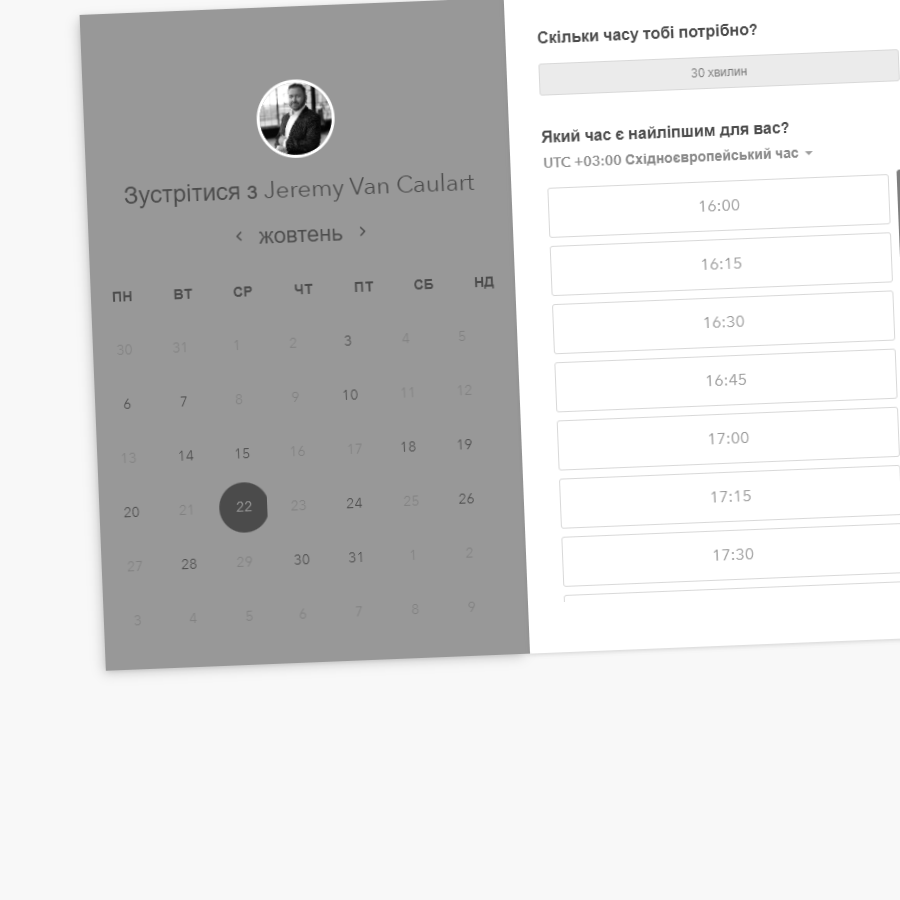 Зустрітися з Jeremy Van Caulart
‹ жовтень ›
ПН ВТ СР ЧТ ПТ СБ НД
30 31 1 2 3 4 5
6 7 8 9 10 11 12
13 14 15 16 17 18 19
20 21 22 23 24 25 26
27 28 29 30 31 1 2
3 4 5 6 7 8 9
Скільки часу тобі потрібно?
30 хвилин
Який час є найліпшим для вас?
UTC +03:00 Східноєвропейський час
16:00
16:15
16:30
16:45
17:00
17:15
17:30